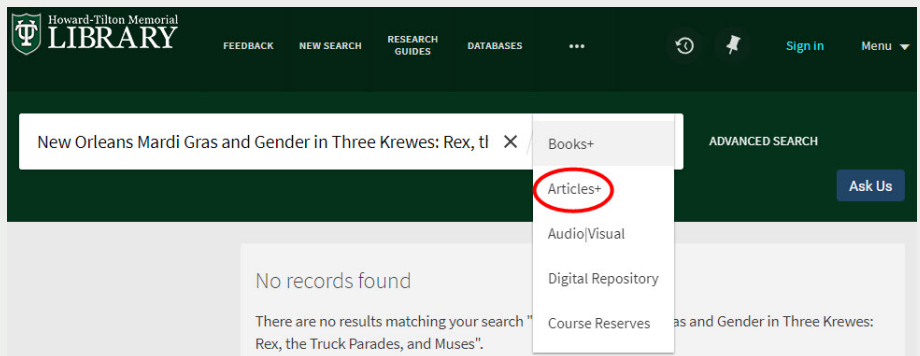 Howard-Tilton Memorial
LIBRARY
FEEDBACK
NEW SEARCH
RESEARCH
GUIDES
DATABASES
•••
Sign in
Menu
New Orleans Mardi Gras and Gender in Three Krewes: Rex, tl
Books+
ADVANCED SEARCH
Articles+
Ask Us
Audio|Visual
Digital Repository
Course Reserves
No records found
There are no results matching your search " as and Gender in Three Krewes:
Rex, the Truck Parades, and Muses".